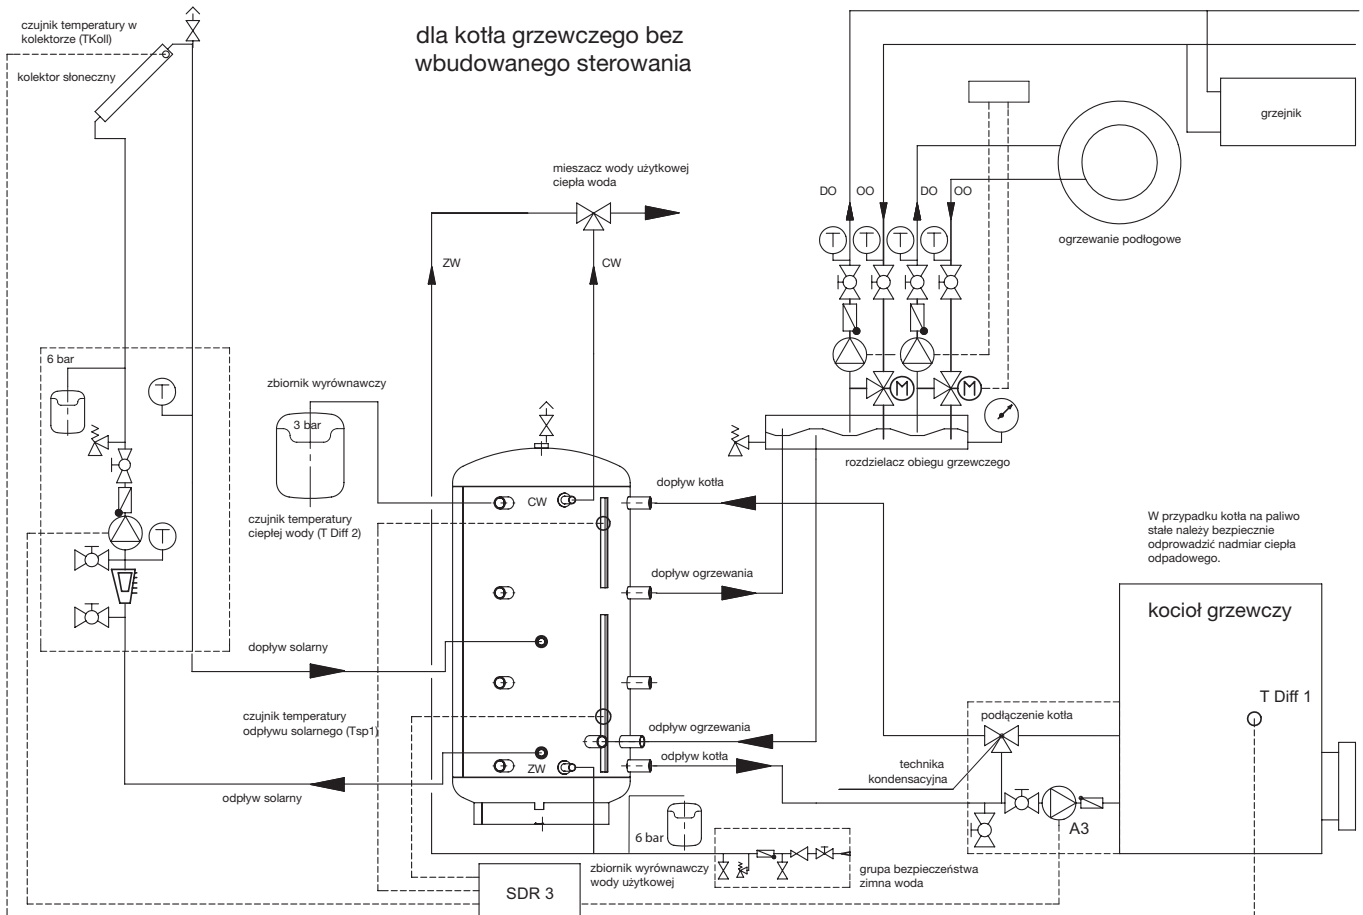 czujnik temperatury w
kolektorze (TKoll)
kolektor słoneczny
dla kotła grzewczego bez
wbudowanego sterowania
grzejnik
mieszacz wody użytkowej
ciepła woda
DO
OO
DO
OO
ogrzewanie podłogowe
T
T
T
T
ZW
CW
6 bar
T
zbiornik wyrównawczy
3 bar
M
M
rozdzielacz obiegu grzewczego
dopływ kotła
CW
czujnik temperatury
ciepłej wody (T Diff 2)
T
W przypadku kotła na paliwo
stałe należy bezpiecznie
odprowadzić nadmiar ciepła
odpadowego.
dopływ ogrzewania
kocioł grzewczy
dopływ solarny
T Diff 1
czujnik temperatury
odpływu solarnego (Tsp1)
odpływ ogrzewania
podłączenie kotła
odpływ kotła
technika
kondensacyjna
ZW
odpływ solarny
A3
6 bar
zbiornik wyrównawczy
wody użytkowej
grupa bezpieczeństwa
zimna woda
SDR 3